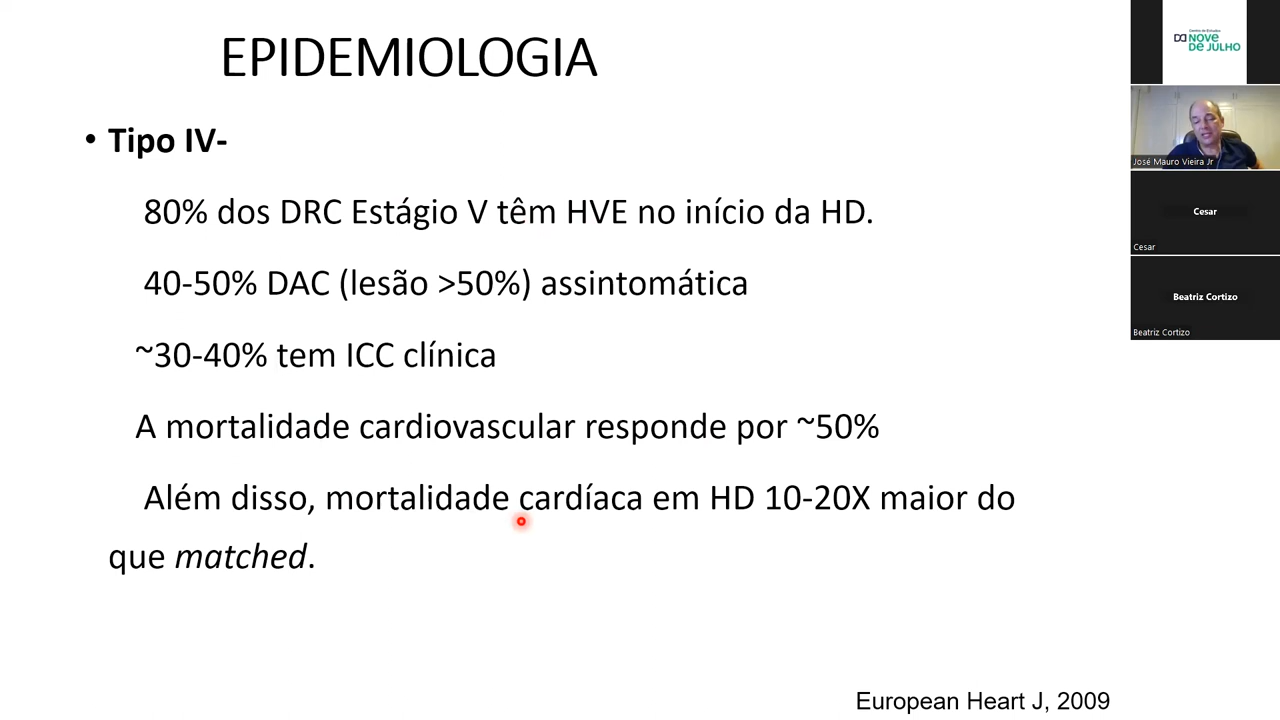 EPIDEMIOLOGIA
• Tipo IV-
80% dos DRC Estágio V têm HVE no início da HD.
40-50% DAC (lesão >50%) assintomática
~30-40% tem ICC clínica
A mortalidade cardiovascular responde por ~50%
Além disso, mortalidade cardíaca em HD 10-20X maior do
que matched.
European Heart J, 2009
Centro de Estudos
NOVE
DE JULHO
José Mauro Vieira Jr
Cesar
Cesar
Beatriz Cortizo
Beatriz Cortizo